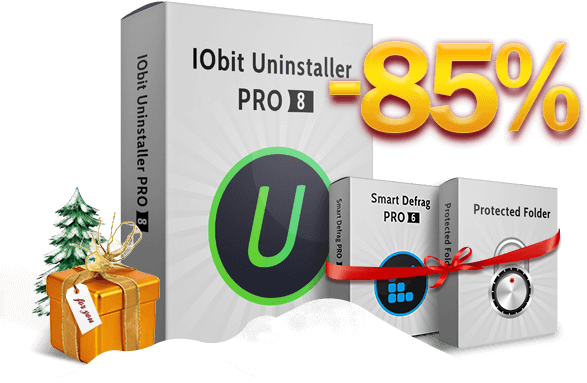 IObit Uninstaller
PRO 8
-85%
IObit Uninstaller PRO 8
U
Smart Defrag
PRO 6
Smart Defrag PRO 6
Protected Folder
Protected Fold
for you